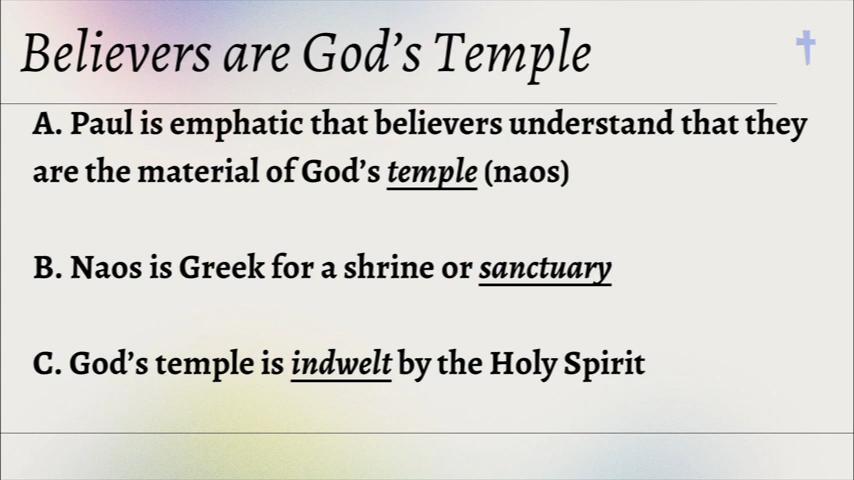 Believers are God’s Temple
A. Paul is emphatic that believers understand that they
are the material of God’s temple (naos)
B. Naos is Greek for a shrine or sanctuary
C. God’s temple is indwelt by the Holy Spirit